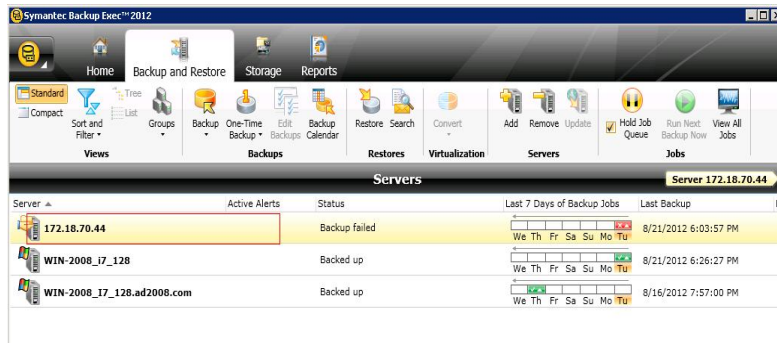 Symantec Backup Exec™ 2012
Home Backup and Restore Storage Reports
Standard
Compact
Sort and Filter
Tree
List
Groups
Views
Backup
One-Time Backup
Edit Backups
Backup Calendar
Backups
Restore Search
Restores
Convert
Virtualization
Add Remove Update
Servers
Hold Job Queue
Run Next Backup Now
View All Jobs
Jobs
Servers
Server 172.18.70.44
Server Active Alerts Status Last 7 Days of Backup Jobs Last Backup
172.18.70.44 Backup failed 8/21/2012 6:03:57 PM
We Th Fr Sa Su Mo Tu
WIN-2008_i7_128 Backed up 8/21/2012 6:26:27 PM
We Th Fr Sa Su Mo Tu
WIN-2008_I7_128.ad2008.com Backed up 8/16/2012 7:57:00 PM
We Th Fr Sa Su Mo Tu